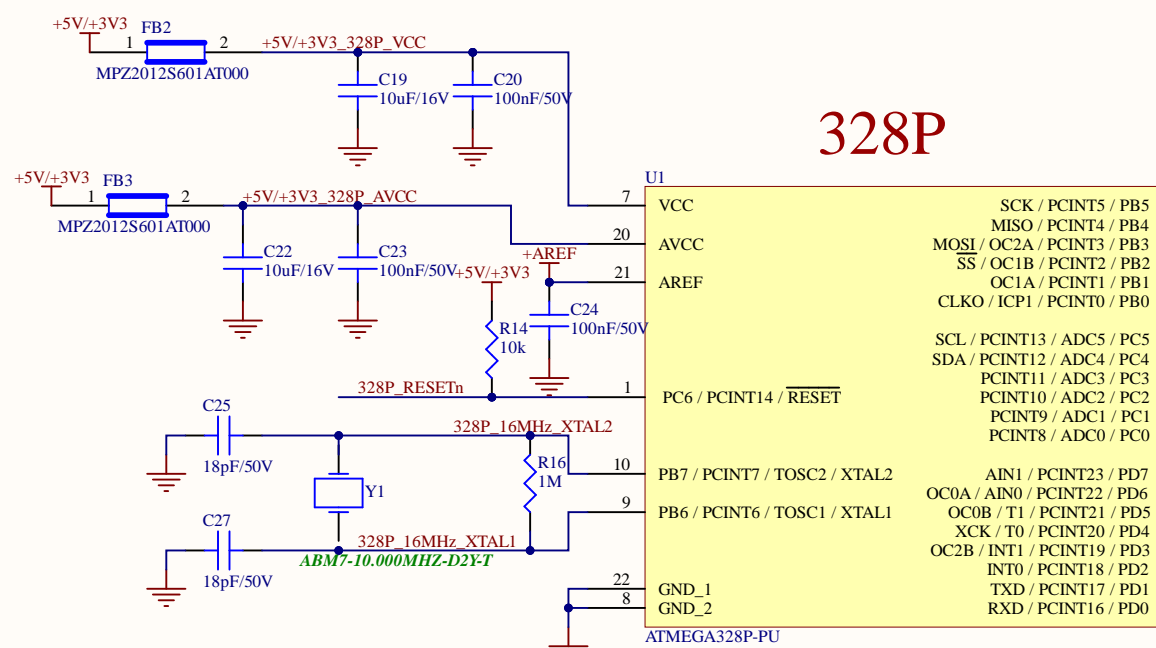 +5V/+3V3
FB2
1
2
+5V/+3V3_328P_VCC
MPZ2012S601AT000
C19
10uF/16V
C20
100nF/50V
328P
+5V/+3V3
FB3
1
2
+5V/+3V3_328P_AVCC
MPZ2012S601AT000
C22
10uF/16V
C23
100nF/50V
+5V/+3V3
R14
10k
+AREF
C24
100nF/50V
328P_RESETn
C25
18pF/50V
328P_16MHz_XTAL2
Y1
R16
1M
C27
18pF/50V
328P_16MHz_XTAL1
ABM7-10.000MHZ-D2Y-T
U1
7
VCC
20
AVCC
21
AREF
1
PC6 / PCINT14 / RESET
10
PB7 / PCINT7 / TOSC2 / XTAL2
9
PB6 / PCINT6 / TOSC1 / XTAL1
22
GND_1
8
GND_2
SCK / PCINT5 / PB5
MISO / PCINT4 / PB4
MOSI / OC2A / PCINT3 / PB3
SS / OC1B / PCINT2 / PB2
OC1A / PCINT1 / PB1
CLKO / ICP1 / PCINT0 / PB0
SCL / PCINT13 / ADC5 / PC5
SDA / PCINT12 / ADC4 / PC4
PCINT11 / ADC3 / PC3
PCINT10 / ADC2 / PC2
PCINT9 / ADC1 / PC1
PCINT8 / ADC0 / PC0
AIN1 / PCINT23 / PD7
OC0A / AIN0 / PCINT22 / PD6
OC0B / T1 / PCINT21 / PD5
XCK / T0 / PCINT20 / PD4
OC2B / INT1 / PCINT19 / PD3
INT0 / PCINT18 / PD2
TXD / PCINT17 / PD1
RXD / PCINT16 / PD0
ATMEGA328P-PU